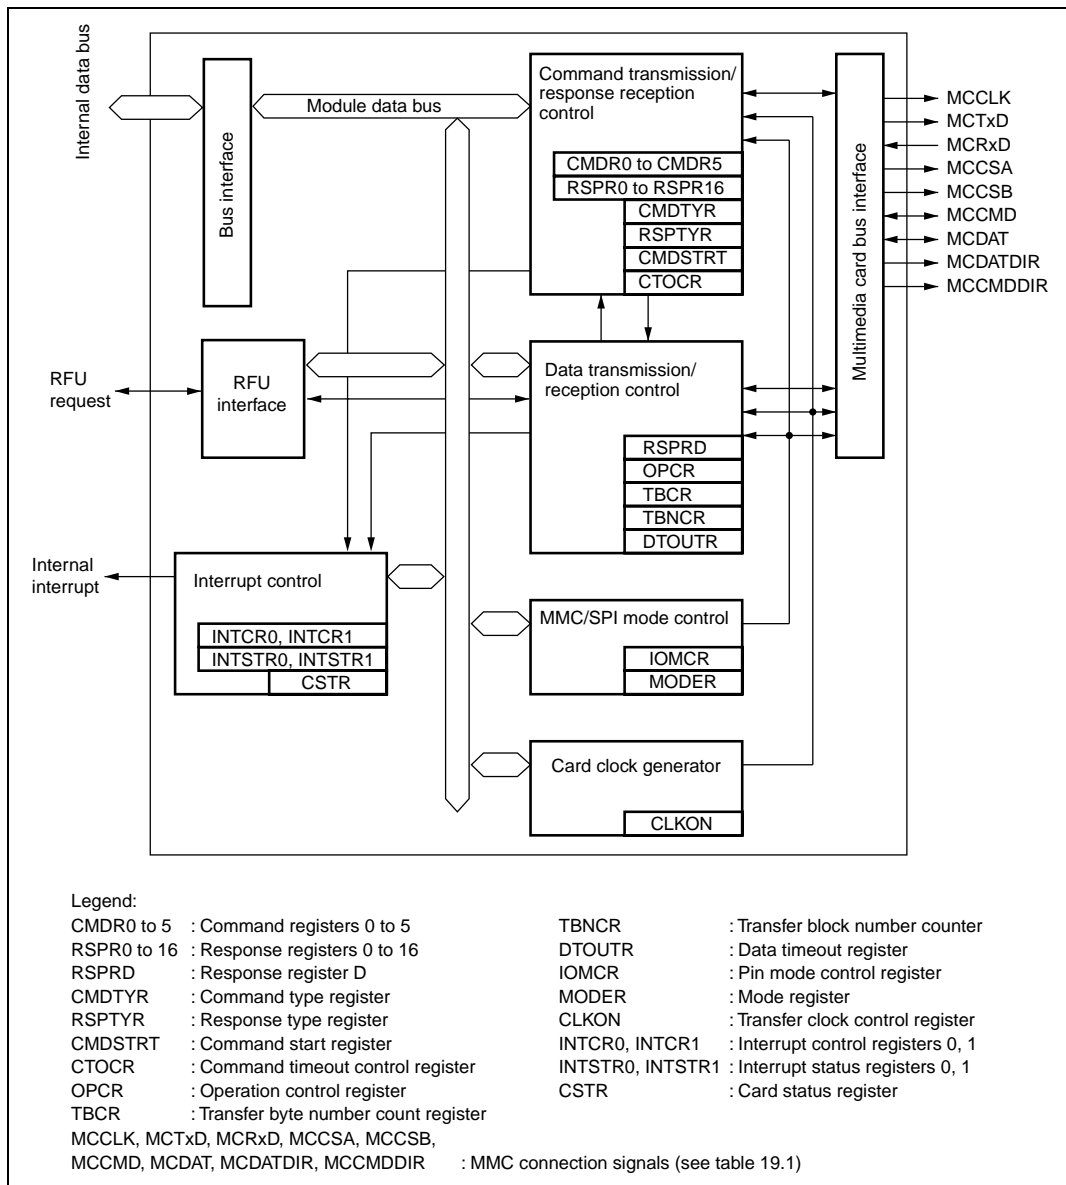 Internal data bus
Bus interface
Module data bus
Command transmission/
response reception
control
CMDR0 to CMDR5
RSPR0 to RSPR16
CMDTYR
RSPTYR
CMDSTRT
CTOCR
Multimedia card bus interface
MCCLK
MCTxD
MCRxD
MCCSA
MCCSB
MCCMD
MCDAT
MCDATDIR
MCCMDDIR
RFU
request
RFU
interface
Data transmission/
reception control
RSPRD
OPCR
TBCR
TBNCR
DTOUTR
Internal
interrupt
Interrupt control
INTCR0, INTCR1
INTSTR0, INTSTR1
CSTR
MMC/SPI mode control
IOMCR
MODER
Card clock generator
CLKON
Legend:
CMDR0 to 5 : Command registers 0 to 5
RSPR0 to 16 : Response registers 0 to 16
RSPRD : Response register D
CMDTYR : Command type register
RSPTYR : Response type register
CMDSTRT : Command start register
CTOCR : Command timeout control register
OPCR : Operation control register
TBCR : Transfer byte number count register
TBNCR : Transfer block number counter
DTOUTR : Data timeout register
IOMCR : Pin mode control register
MODER : Mode register
CLKON : Transfer clock control register
INTCR0, INTCR1 : Interrupt control registers 0, 1
INTSTR0, INTSTR1 : Interrupt status registers 0, 1
CSTR : Card status register
MCCLK, MCTxD, MCRxD, MCCSA, MCCSB,
MCCMD, MCDAT, MCDATDIR, MCCMDDIR : MMC connection signals (see table 19.1)